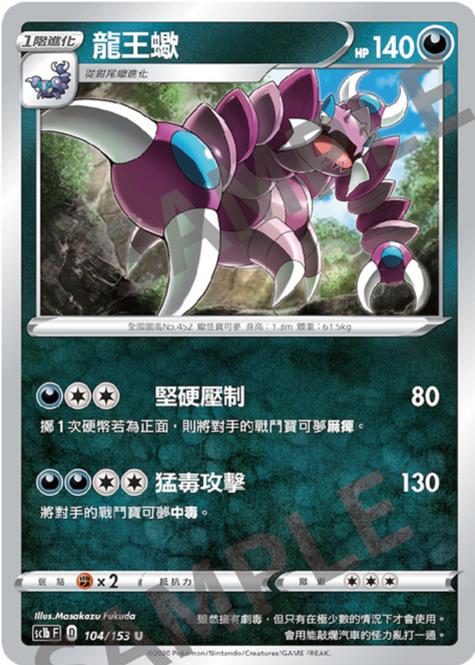 1階進化
龍王蠍
HP 140
從鉗尾蠍進化
全國圖鑑No.452 蠍怪寶可夢 身高：1.3m 體重：61.5kg
堅硬壓制 80
擲1次硬幣若為正面，則將對手的戰鬥寶可夢麻痺。
猛毒攻擊 130
將對手的戰鬥寶可夢中毒。
弱點 ×2 抵抗力 撤退
Illus.Masakazu Fukuda
sc1b F D 104/153 U
雖然擁有劇毒，但只有在極少數的情況下才會使用。
會用能敲爛汽車的怪力亂打一通。
©2020 Pokémon/Nintendo/Creatures/GAME FREAK.
SAMPLE
SAMPLE